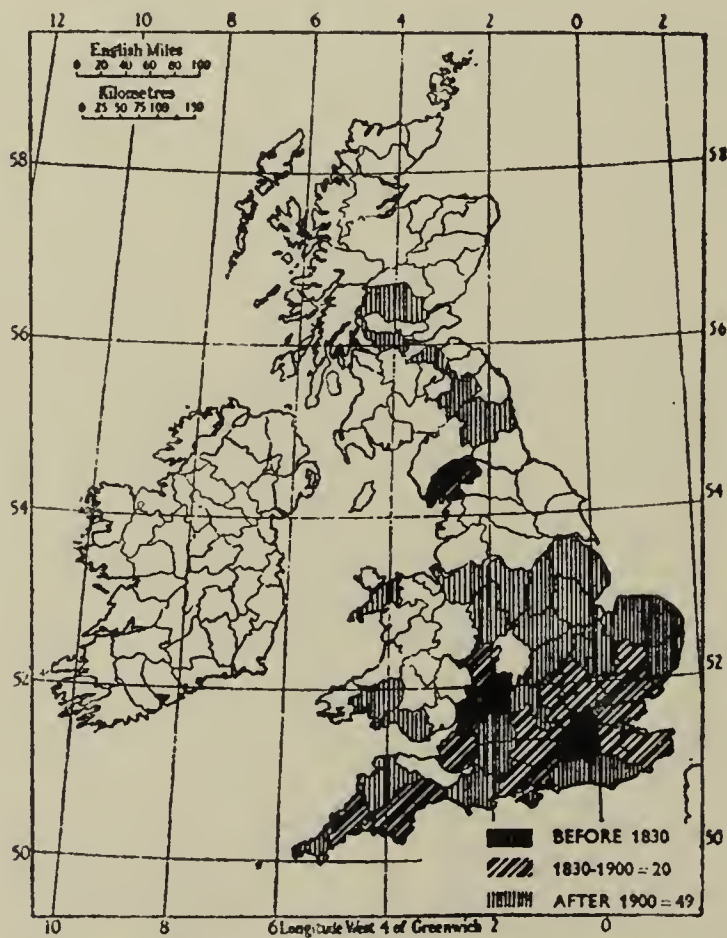 12 10 8 6 4 2 0 2
English Miles
0 20 40 60 80 100
Kilometres
0 25 50 75 100 150
58 58
56 56
54 54
52 52
50 50
BEFORE 1830
1830-1900=20
AFTER 1900=49
10 8 6 Longitude West 4 of Greenwich 2 0